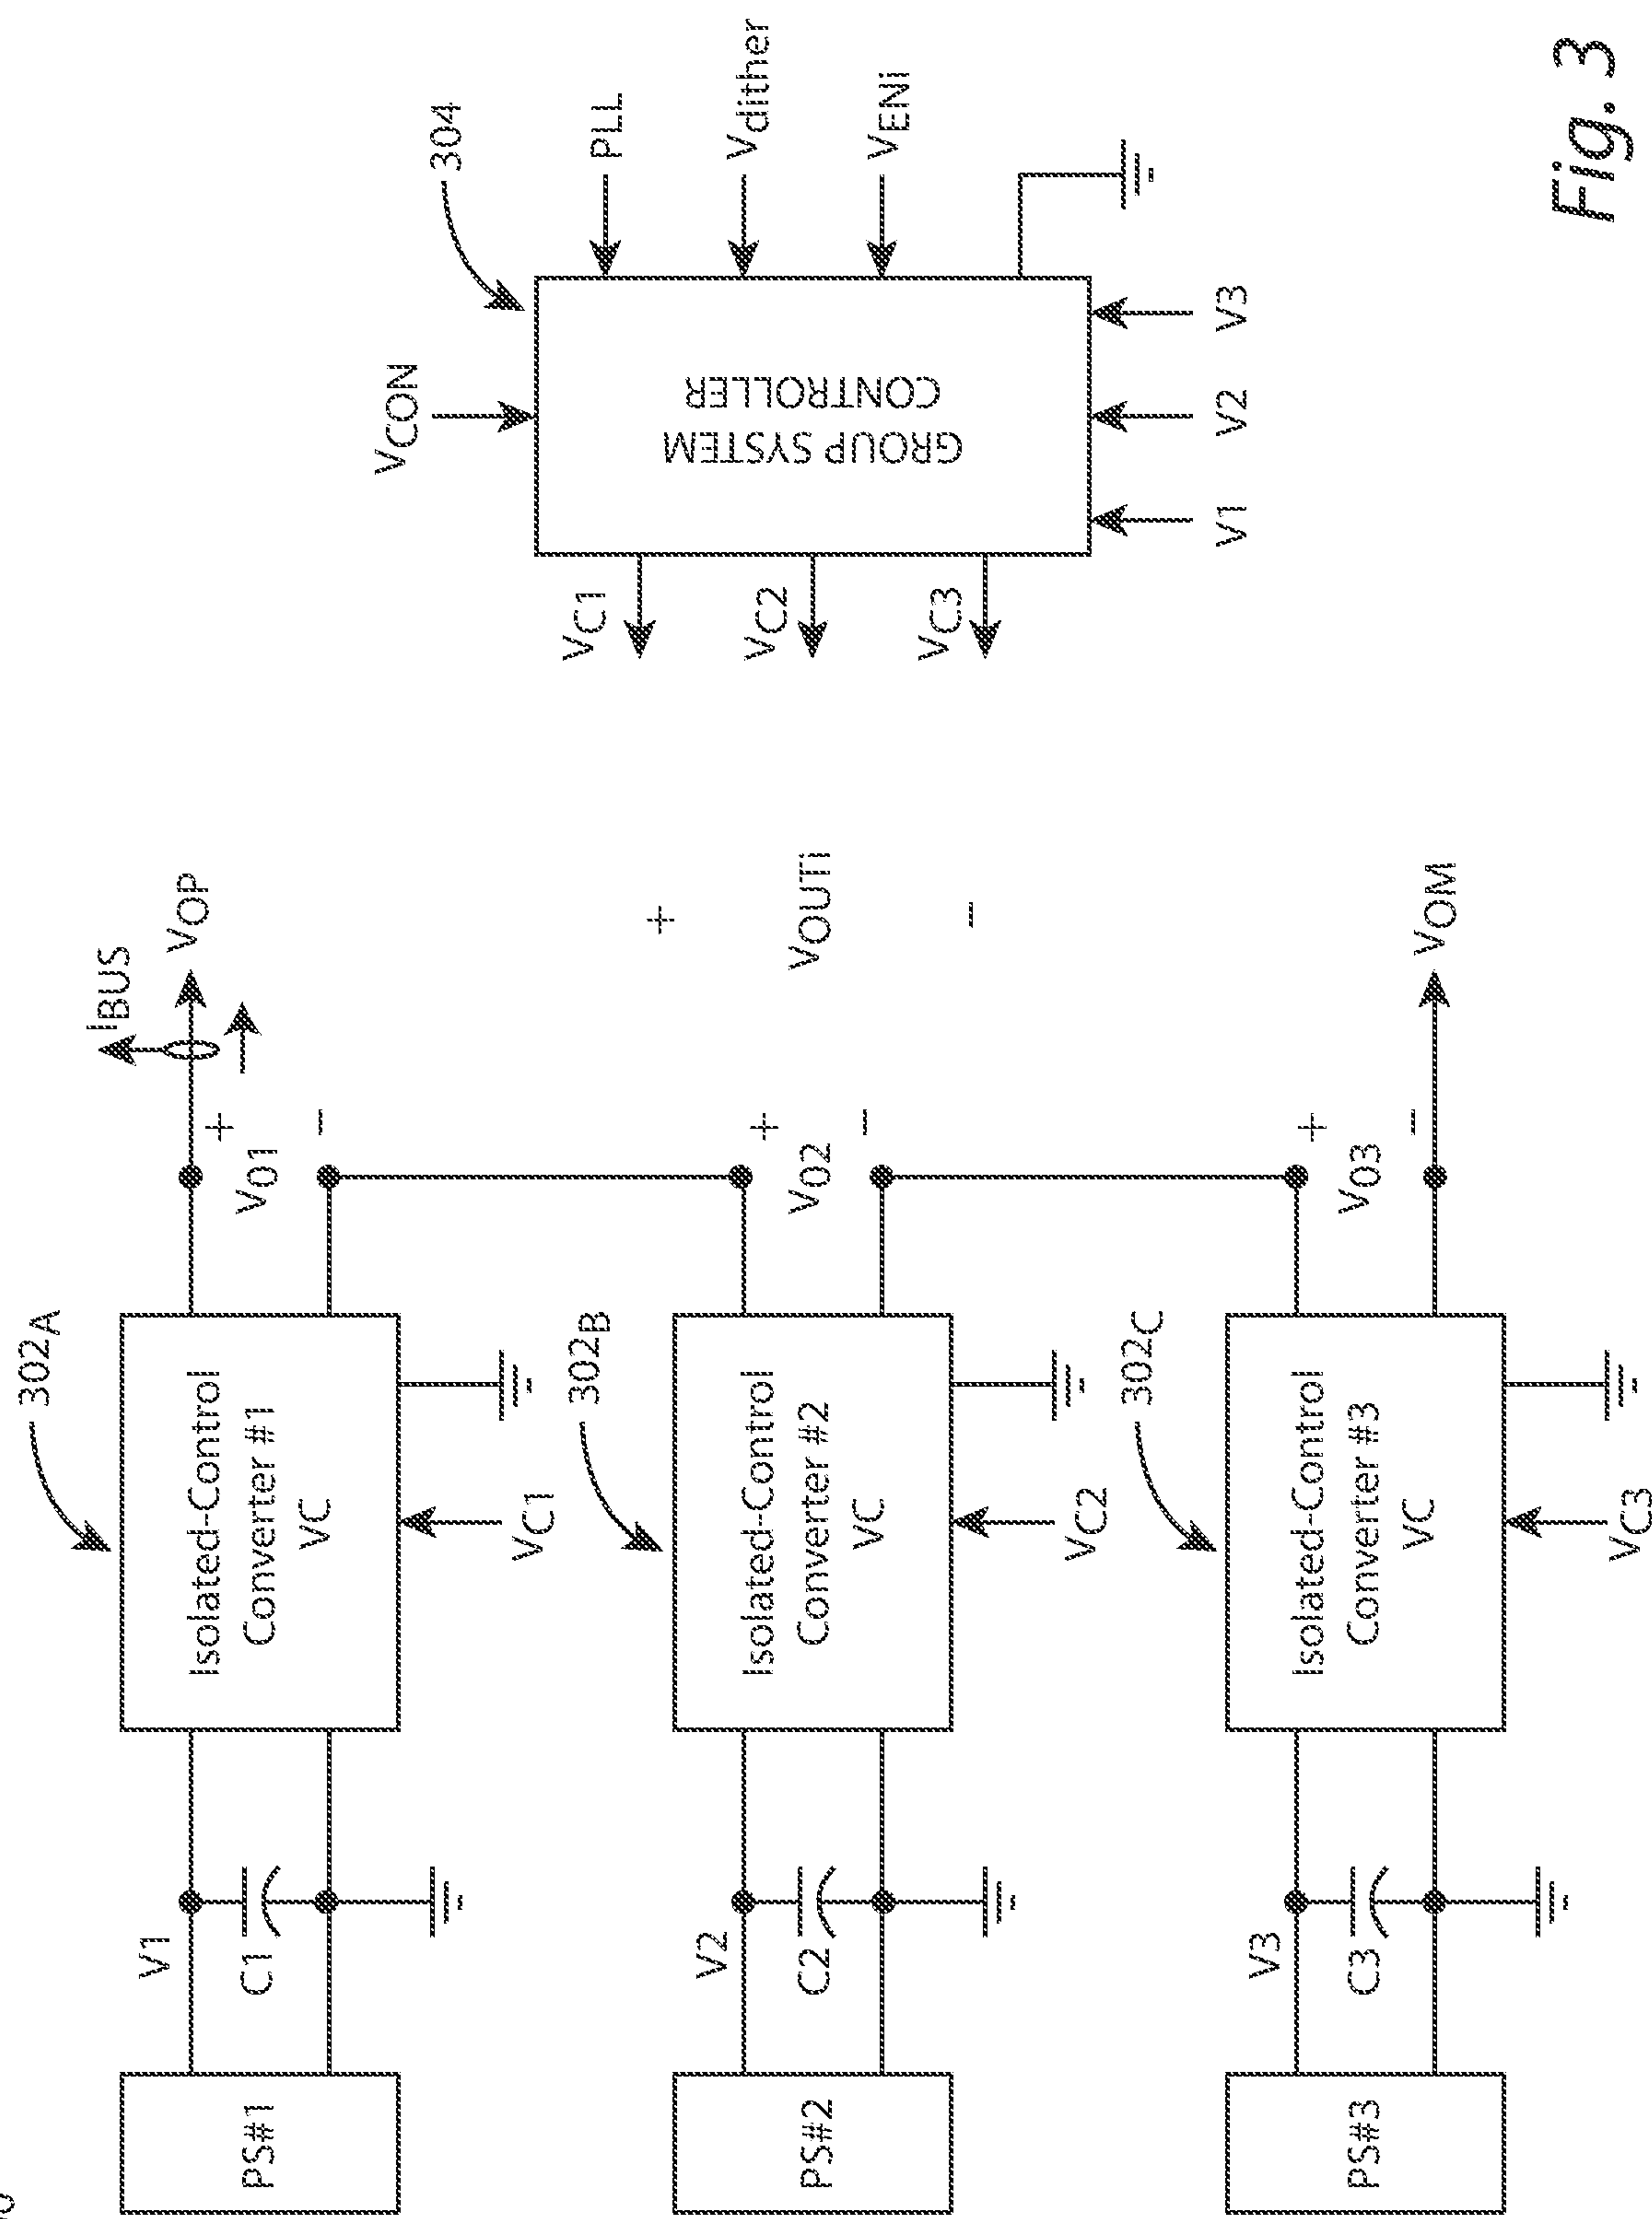 302A
IBUS
VOP
PS#1
V1
C1
Isolated-Control
Converter #1
VC
VC1
+
V01
−
302B
PS#2
V2
C2
Isolated-Control
Converter #2
VC
VC2
+
V02
−
+
VOUTi
−
302C
PS#3
V3
C3
Isolated-Control
Converter #3
VC
VC3
+
V03
−
VOM
304
VCON
VC1
VC2
VC3
GROUP SYSTEM
CONTROLLER
PLL
Vdither
VENi
V1
V2
V3
Fig. 3